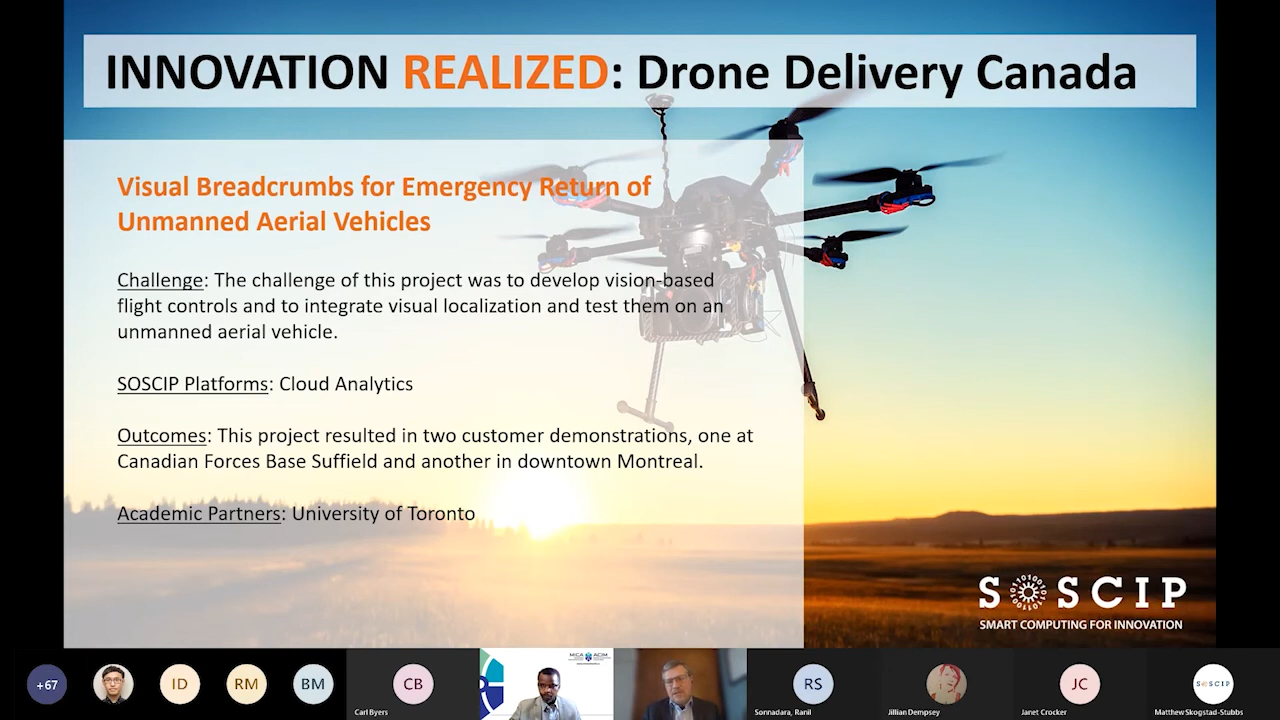 INNOVATION REALIZED: Drone Delivery Canada
Visual Breadcrumbs for Emergency Return of
Unmanned Aerial Vehicles
Challenge: The challenge of this project was to develop vision-based
flight controls and to integrate visual localization and test them on an
unmanned aerial vehicle.
SOSCIP Platforms: Cloud Analytics
Outcomes: This project resulted in two customer demonstrations, one at
Canadian Forces Base Suffield and another in downtown Montreal.
Academic Partners: University of Toronto
SOSCIP
SMART COMPUTING FOR INNOVATION
+67
ID
RM
BM
CB
Carl Byers
MICA ACIM
RS
Sonnadara, Ranil
Jillian Dempsey
JC
Janet Crocker
SOSCIP
Matthew Skogstad-Stubbs